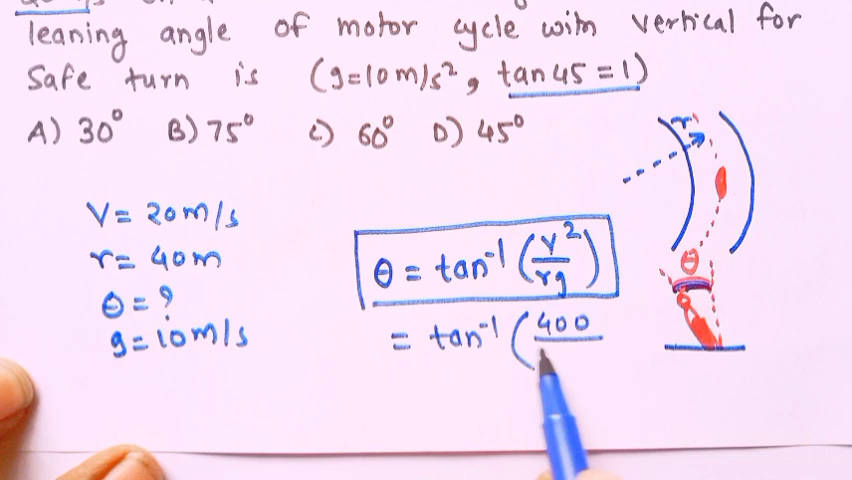 leaning angle of motor cycle with vertical for
Safe turn is (g=10m/s², tan45=1)
A) 30° B) 75° C) 60° D) 45°
V= 20m/s
r= 40m
θ= ?
g=10m/s
θ = tan⁻¹ (v²/rg)
= tan⁻¹ (400
r
θ